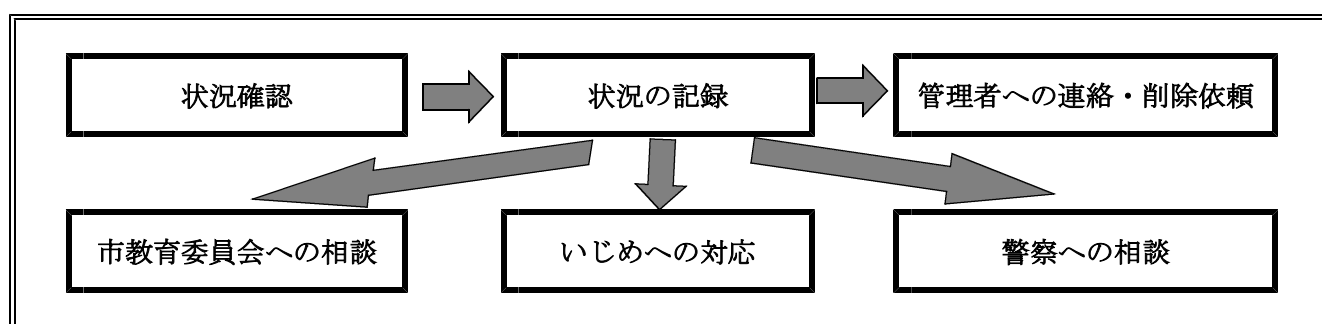 状況確認
状況の記録
管理者への連絡・削除依頼
市教育委員会への相談
いじめへの対応
警察への相談